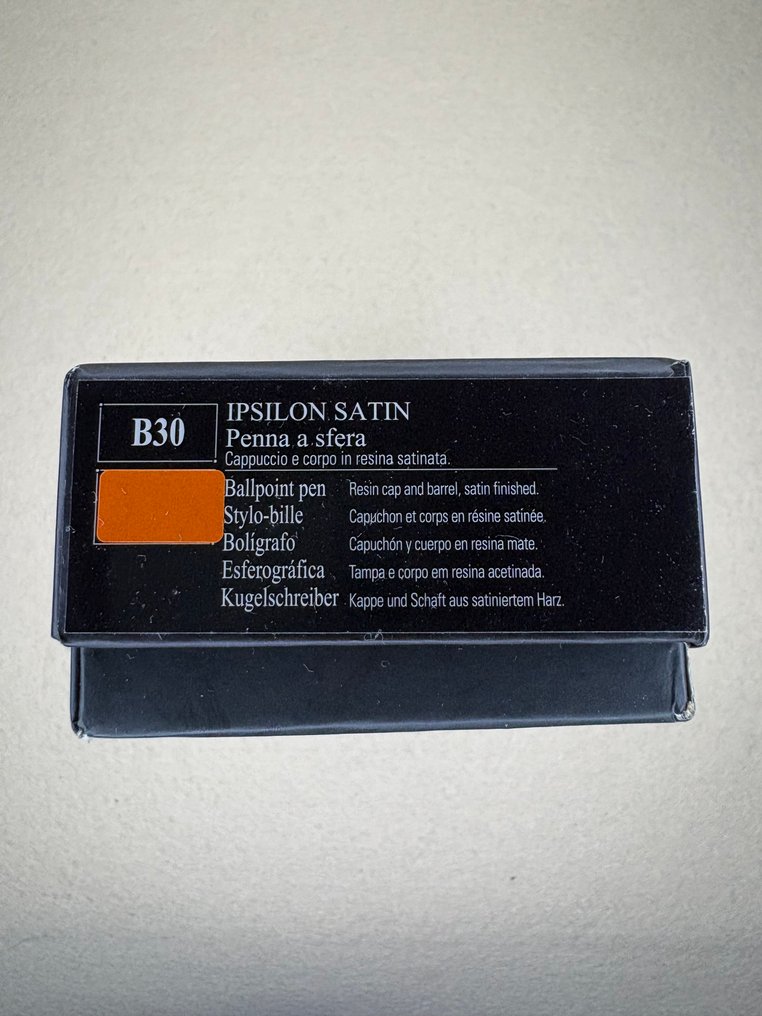 B30
IPSILON SATIN
Penna a sfera
Cappuccio e corpo in resina satinata.
Ballpoint pen Resin cap and barrel, satin finished.
Stylo-bille Capuchon et corps en résine satinée.
Bolígrafo Capuchón y cuerpo en resina mate.
Esferográfica Tampa e corpo em resina acetinada.
Kugelschreiber Kappe und Schaft aus satiniertem Harz.